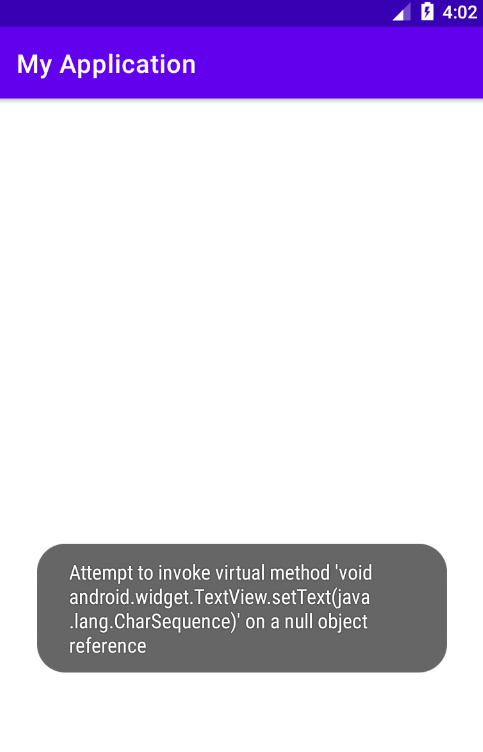 4:02
My Application
Attempt to invoke virtual method 'void
android.widget.TextView.setText(java
.lang.CharSequence)' on a null object
reference